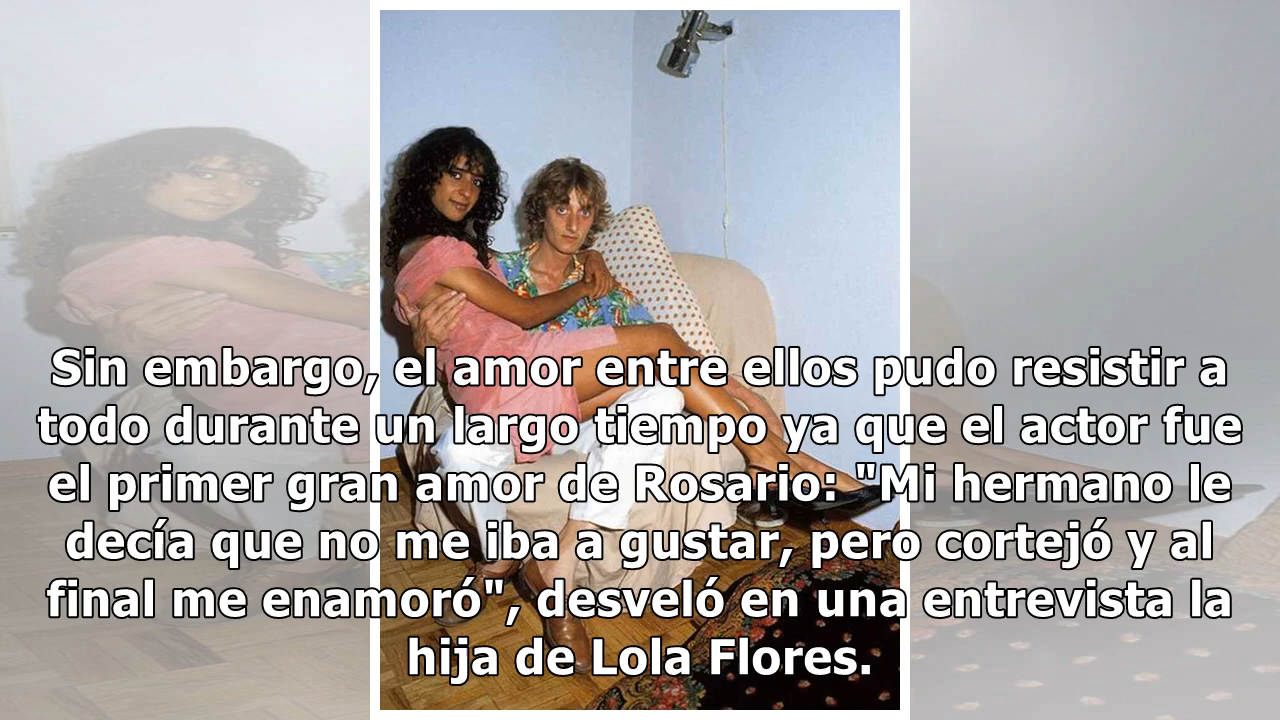 Sin embargo, el amor entre ellos pudo resistir a
todo durante un largo tiempo ya que el actor fue
el primer gran amor de Rosario: "Mi hermano le
decía que no me iba a gustar, pero cortejó y al
final me enamoró", desveló en una entrevista la
hija de Lola Flores.